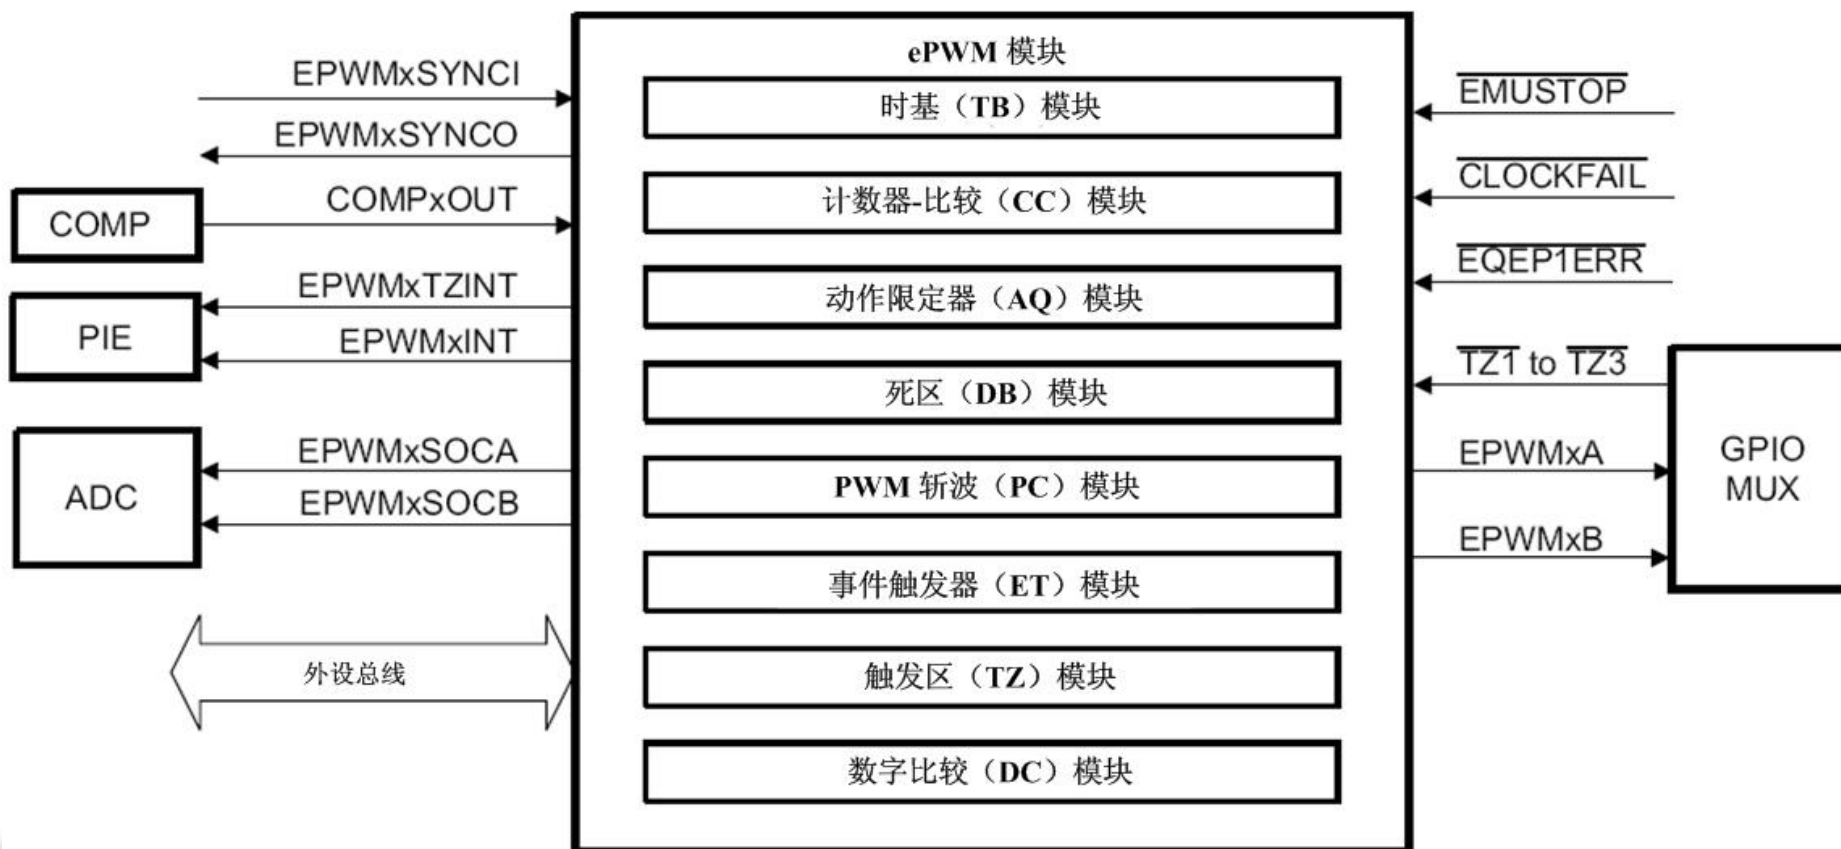 ePWM 模块
EPWMxSYNCI
EPWMxSYNCO
COMP
COMPxOUT
PIE
EPWMxTZINT
EPWMxINT
ADC
EPWMxSOCA
EPWMxSOCB
外设总线
时基（TB）模块
计数器-比较（CC）模块
动作限定器（AQ）模块
死区（DB）模块
PWM 斩波（PC）模块
事件触发器（ET）模块
触发区（TZ）模块
数字比较（DC）模块
EMUSTOP
CLOCKFAIL
EQEP1ERR
TZ1 to TZ3
EPWMxA
EPWMxB
GPIO
MUX